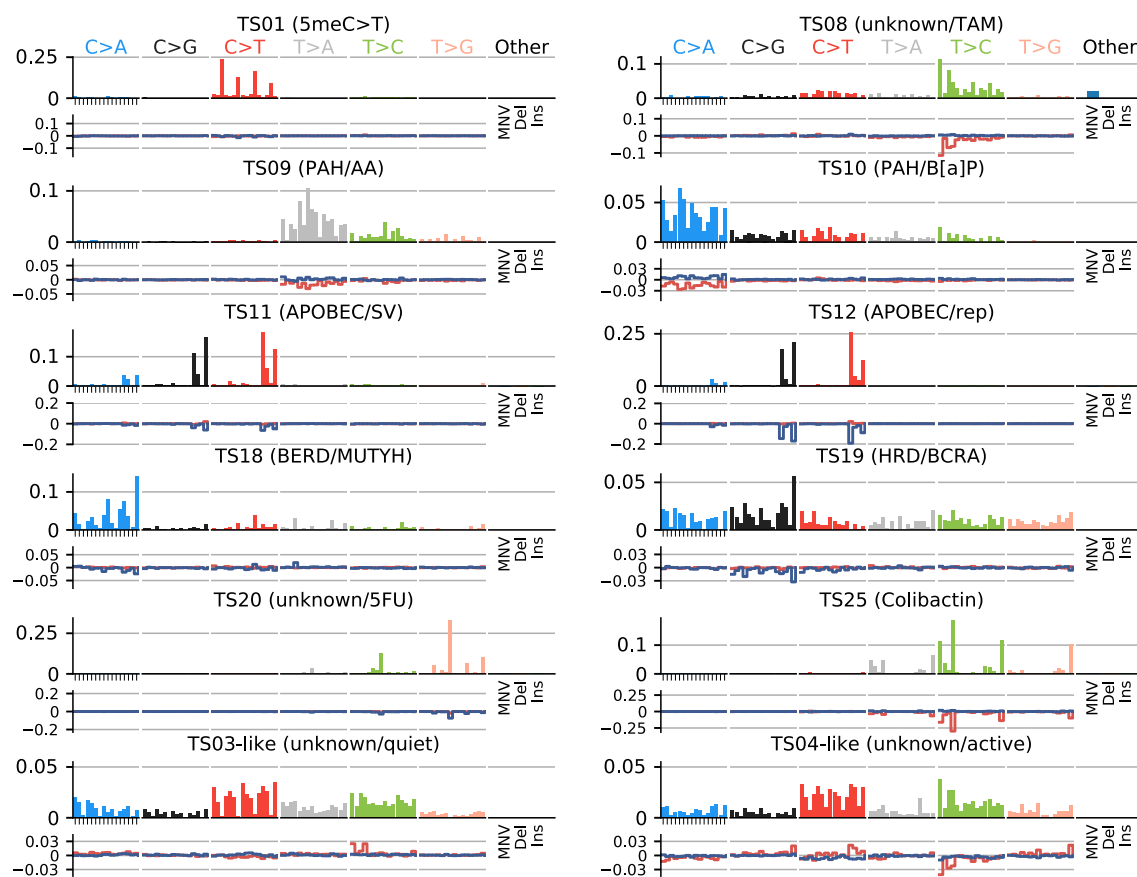 TS01 (5meC>T)
C>A C>G C>T T>A T>C T>G Other
0.25
0
0.1
0
−0.1
MNV
Del
Ins
TS08 (unknown/TAM)
C>A C>G C>T T>A T>C T>G Other
0.1
0
0.1
0
−0.1
MNV
Del
Ins
TS09 (PAH/AA)
0.1
0
0.05
0
−0.05
MNV
Del
Ins
TS10 (PAH/B[a]P)
0.05
0
0.03
0
−0.03
MNV
Del
Ins
TS11 (APOBEC/SV)
0.1
0
0.2
0
−0.2
MNV
Del
Ins
TS12 (APOBEC/rep)
0.25
0
0.2
0
−0.2
MNV
Del
Ins
TS18 (BERD/MUTYH)
0.1
0
0.05
0
−0.05
MNV
Del
Ins
TS19 (HRD/BCRA)
0.05
0
0.03
0
−0.03
MNV
Del
Ins
TS20 (unknown/5FU)
0.25
0
0.2
0
−0.2
MNV
Del
Ins
TS25 (Colibactin)
0.1
0
0.25
0
−0.25
MNV
Del
Ins
TS03-like (unknown/quiet)
0.05
0
0.03
0
−0.03
MNV
Del
Ins
TS04-like (unknown/active)
0.05
0
0.03
0
−0.03
MNV
Del
Ins